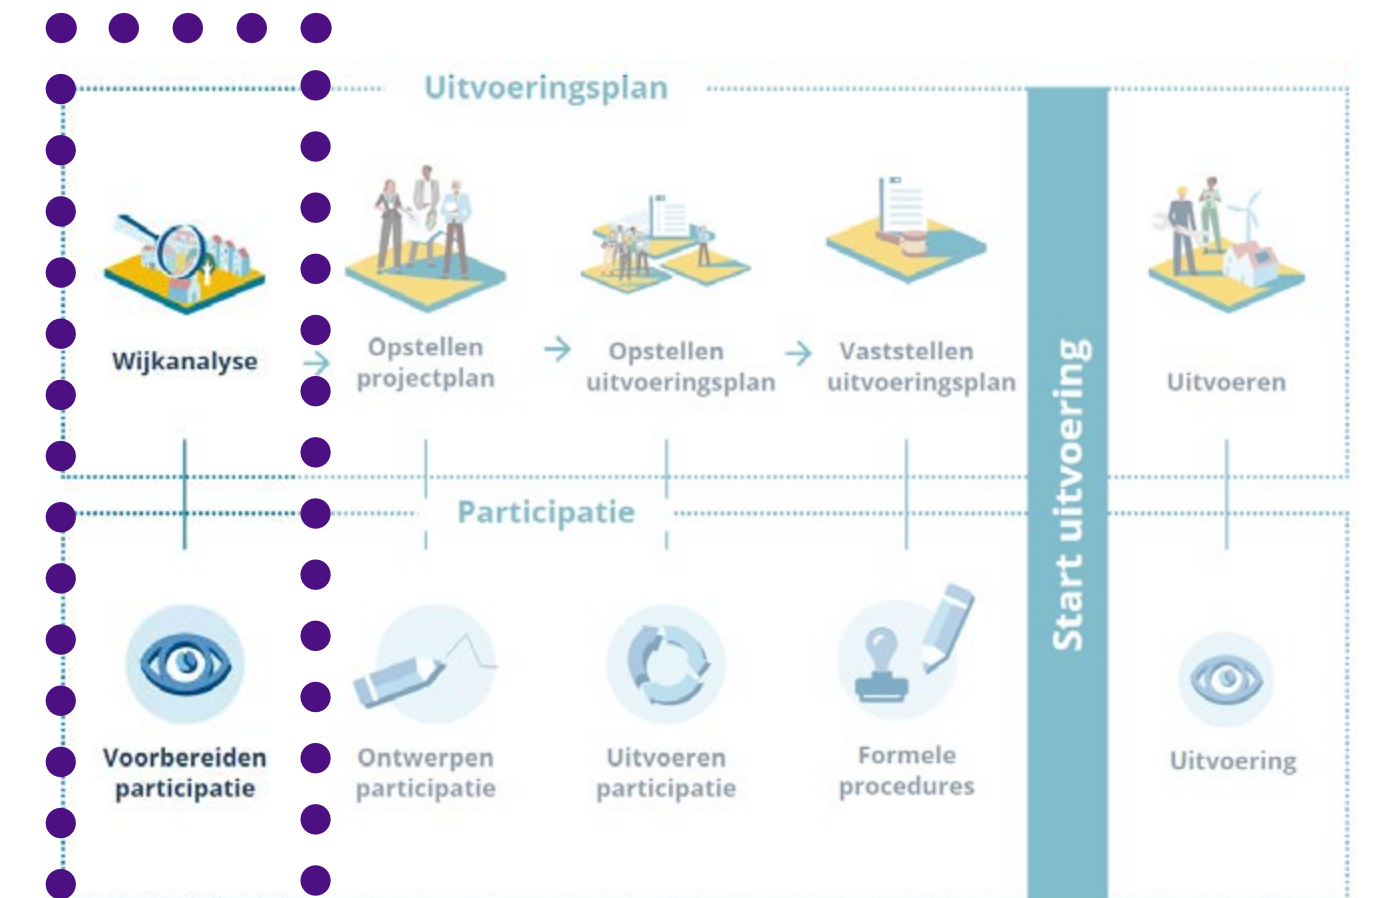 Uitvoeringsplan
Wijkanalyse
Opstellen
projectplan
Opstellen
uitvoeringsplan
Vaststellen
uitvoeringsplan
Start uitvoering
Uitvoeren
Participatie
Voorbereiden
participatie
Ontwerpen
participatie
Uitvoeren
participatie
Formele
procedures
Uitvoering